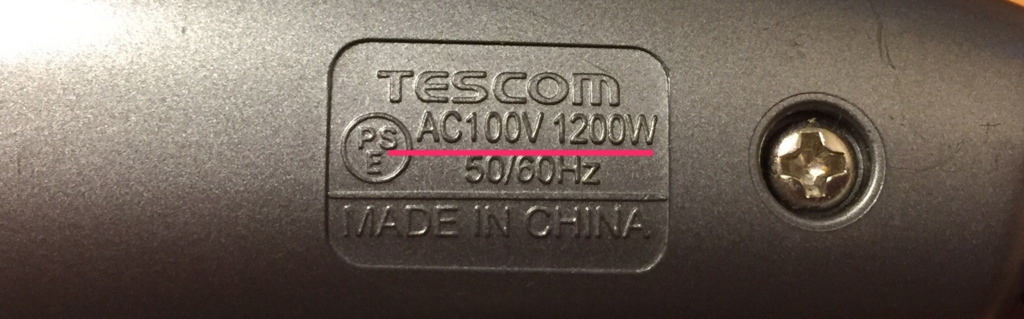 TESCOM
PS E AC100V 1200W
50/60Hz
MADE IN CHINA